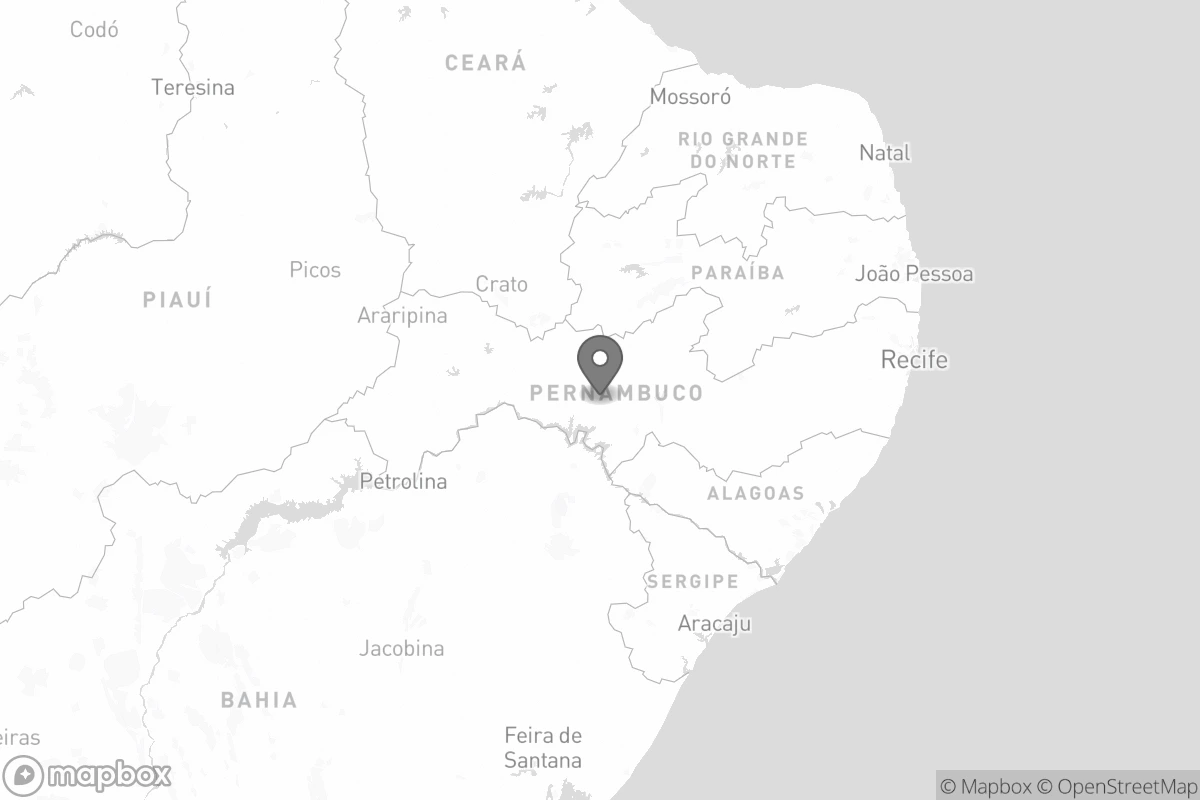 Codó
CEARÁ
Teresina
Mossoró
RIO GRANDE
DO NORTE
Natal
Picos
Crato
PARAÍBA
João Pessoa
PIAUÍ
Araripina
Recife
PERNAMBUCO
Petrolina
ALAGOAS
SERGIPE
Aracaju
Jacobina
BAHIA
eiras
Feira de
Santana
mapbox
© Mapbox © OpenStreetMap